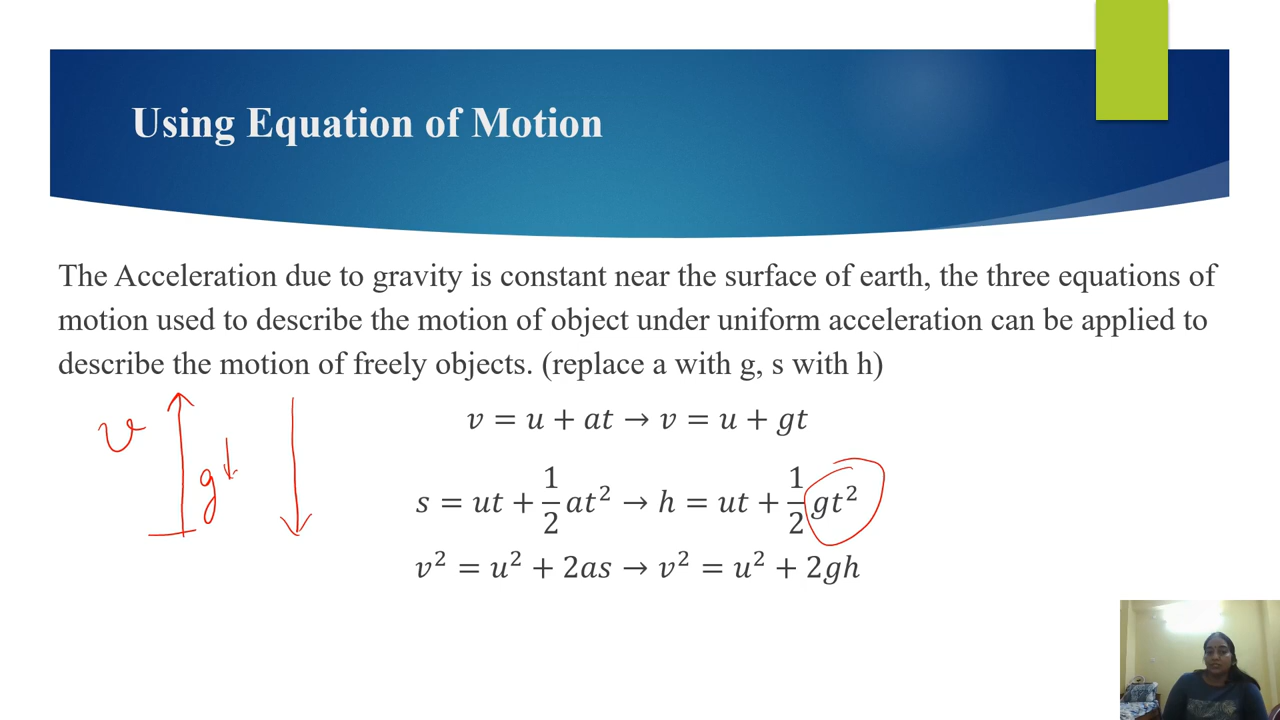 Using Equation of Motion
The Acceleration due to gravity is constant near the surface of earth, the three equations of
motion used to describe the motion of object under uniform acceleration can be applied to
describe the motion of freely objects. (replace a with g, s with h)
v = u + at → v = u + gt
s = ut + 1/2 at² → h = ut + 1/2 gt²
v² = u² + 2as → v² = u² + 2gh
v
g↓